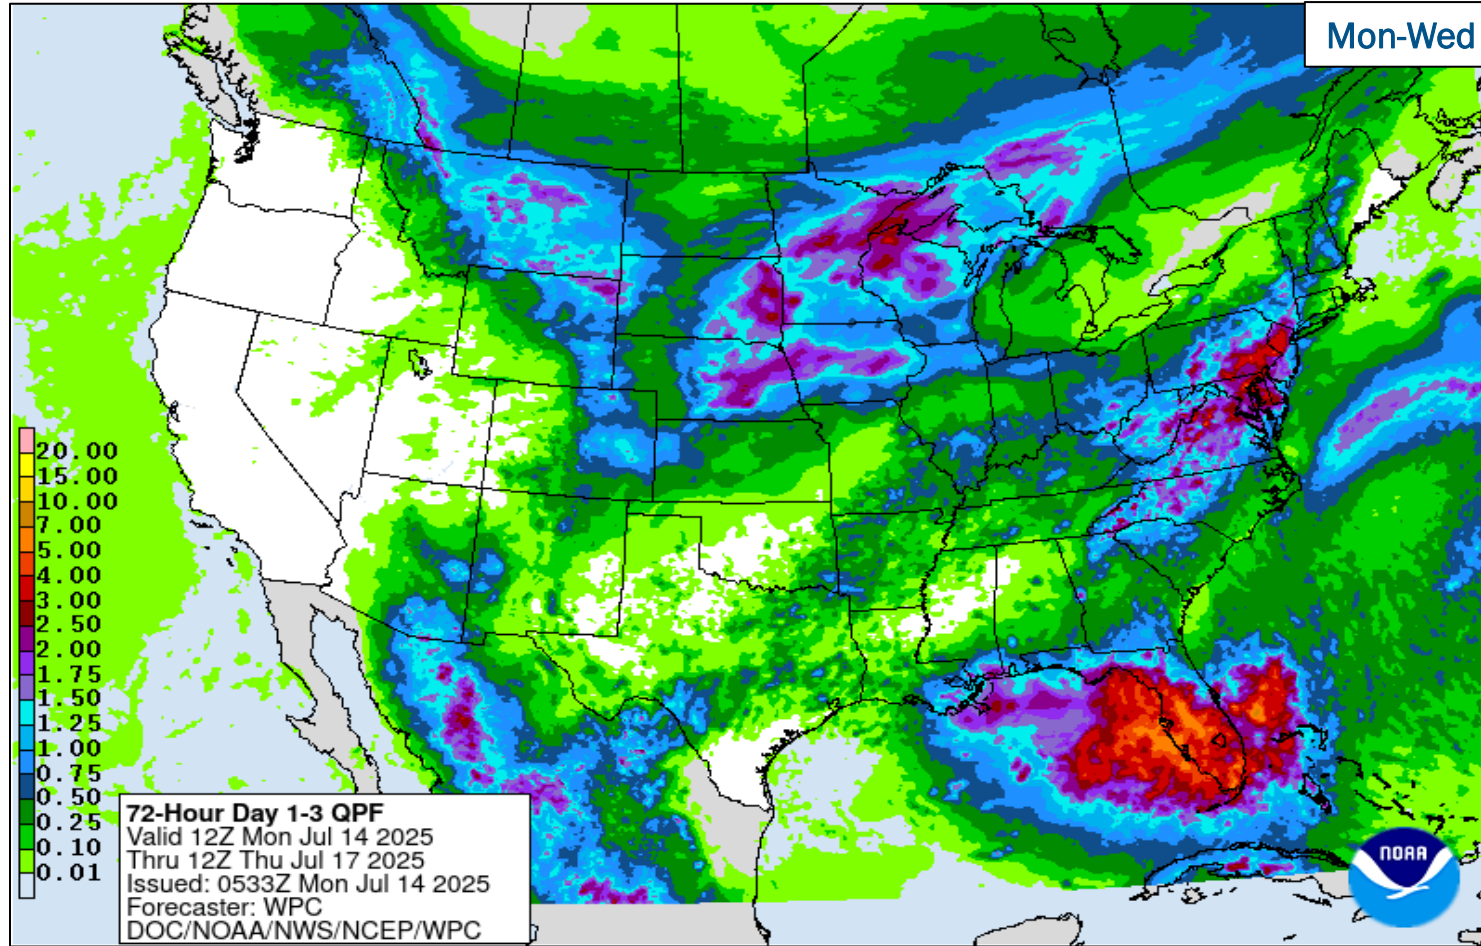 Mon-Wed
20.00
15.00
10.00
7.00
5.00
4.00
3.00
2.50
2.00
1.75
1.50
1.25
1.00
0.75
0.50
0.25
0.10
0.01
72-Hour Day 1-3 QPF
Valid 12Z Mon Jul 14 2025
Thru 12Z Thu Jul 17 2025
Issued: 0533Z Mon Jul 14 2025
Forecaster: WPC
DOC/NOAA/NWS/NCEP/WPC
NOAA